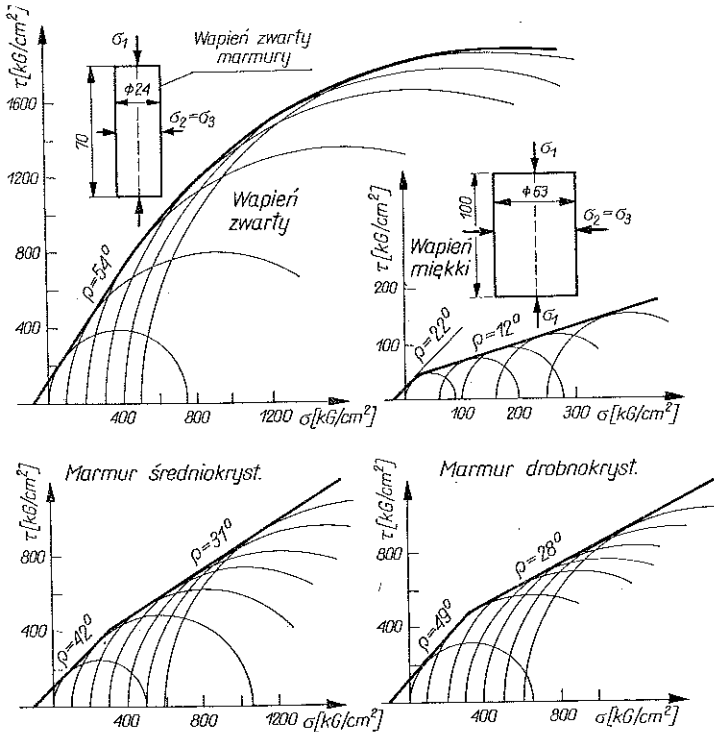 τ[kG/cm²]
1600
1200
800
400
σ₁
φ24
70
σ₂=σ₃
Wapień zwarty
marmury
Wapień
zwarty
ρ=54°
400
800
1200
σ[kG/cm²]
σ₁
φ63
100
σ₂=σ₃
σ₁
Wapień
miękki
τ[kG/cm²]
200
100
ρ=22°
ρ=12°
100
200
300
σ[kG/cm²]
Marmur średniokryst.
τ[kG/cm²]
800
400
ρ=42°
ρ=31°
400
800
1200
σ[kG/cm²]
Marmur drobnokryst.
τ[kG/cm²]
800
400
ρ=49°
ρ=28°
400
800
σ[kG/cm²]